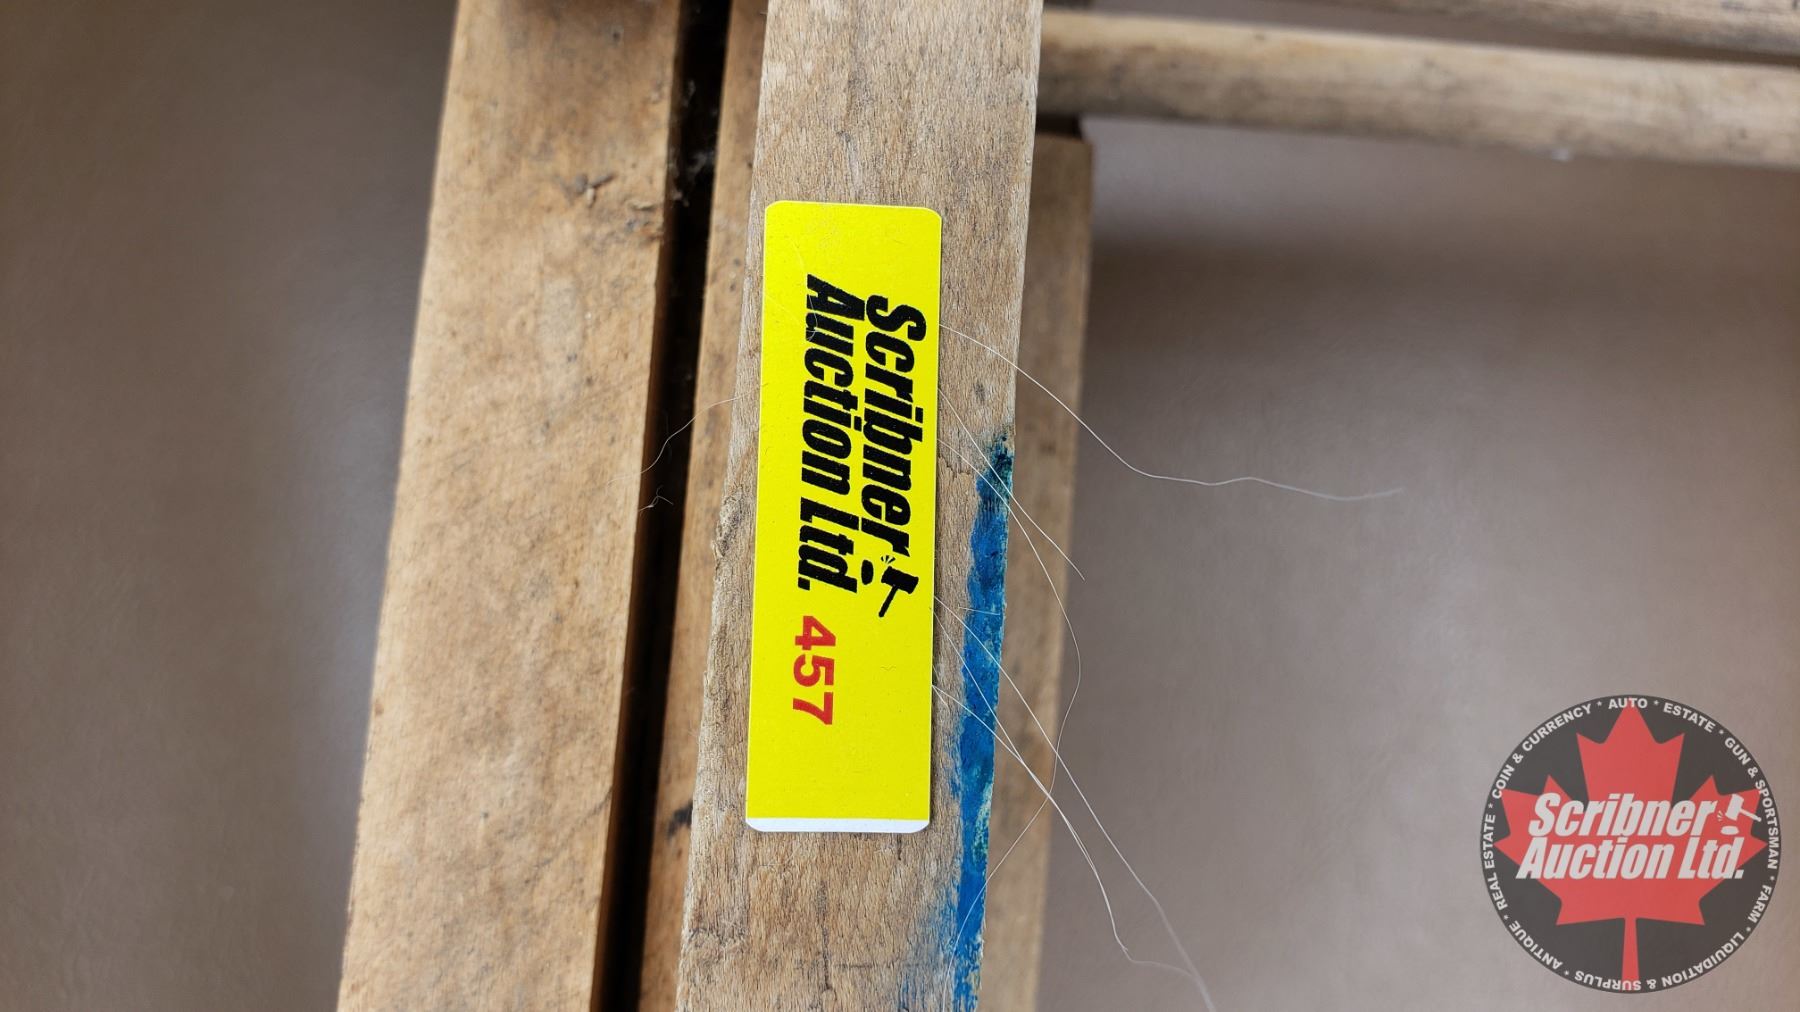 Scribner
Auction Ltd.
457
REAL ESTATE * COIN & CURRENCY * AUTO * ESTATE * GUN & SPORTSMAN * FARM * LIQUIDATION & SURPLUS * ANTIQUE *
Scribner
Auction Ltd.